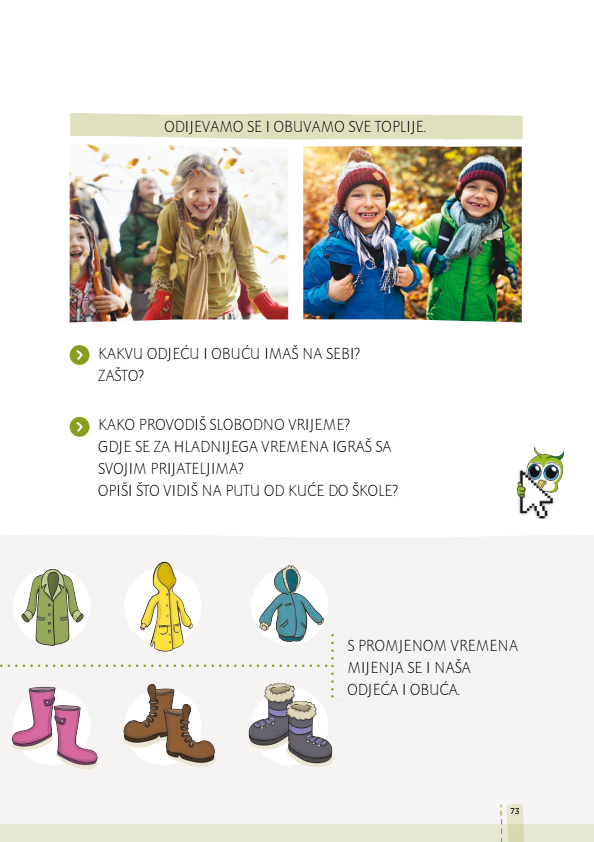 ODIJEVAMO SE I OBUVAMO SVE TOPLIJE.
KAKVU ODJEĆU I OBUĆU IMAŠ NA SEBI?
ZAŠTO?
KAKO PROVODIŠ SLOBODNO VRIJEME?
GDJE SE ZA HLADNIJEGA VREMENA IGRAŠ SA
SVOJIM PRIJATELJIMA?
OPIŠI ŠTO VIDIŠ NA PUTU OD KUĆE DO ŠKOLE?
S PROMJENOM VREMENA
MIJENJA SE I NAŠA
ODJEĆA I OBUĆA.
73